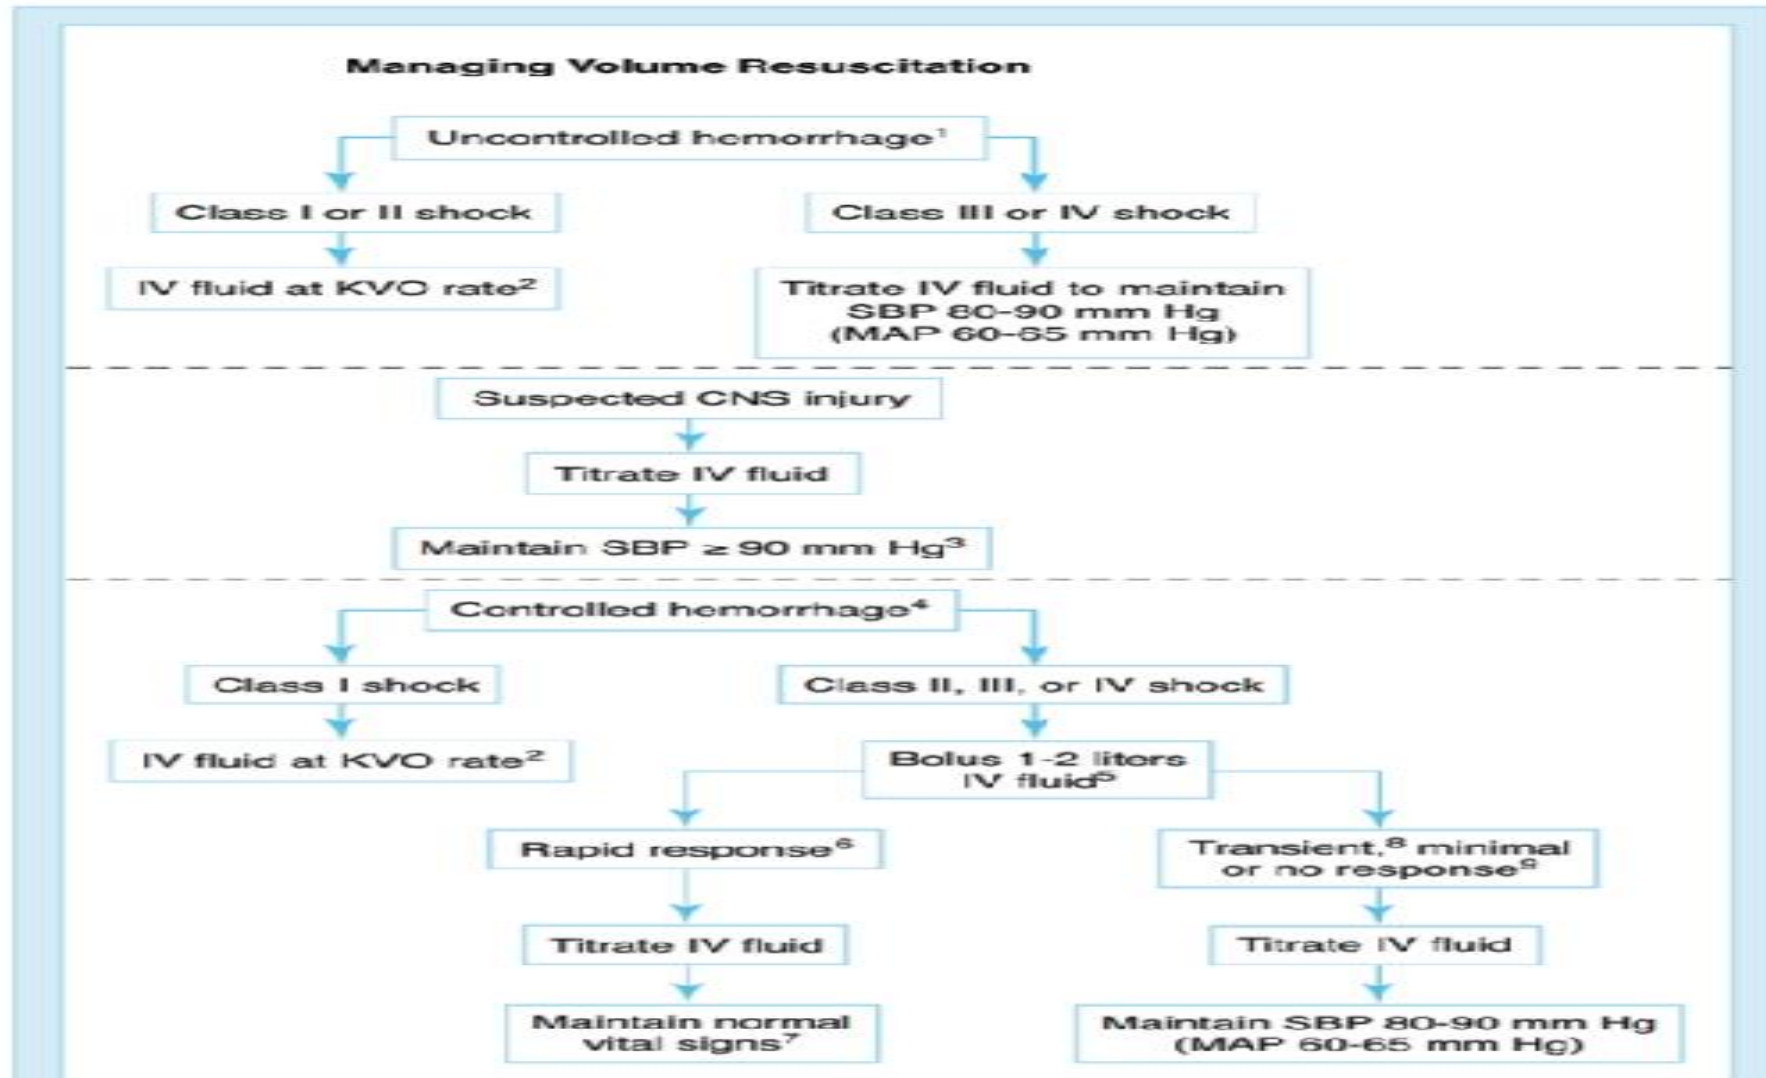 Managing Volume Resuscitation
Uncontrolled hemorrhage¹
Class I or II shock
Class III or IV shock
IV fluid at KVO rate²
Titrate IV fluid to maintain
SBP 80-90 mm Hg
(MAP 60-65 mm Hg)
Suspected CNS injury
Titrate IV fluid
Maintain SBP ≥ 90 mm Hg³
Controlled hemorrhage⁴
Class I shock
Class II, III, or IV shock
IV fluid at KVO rate²
Bolus 1-2 liters
IV fluid⁵
Rapid response⁶
Transient,⁸ minimal
or no response⁹
Titrate IV fluid
Titrate IV fluid
Maintain normal
vital signs⁷
Maintain SBP 80-90 mm Hg
(MAP 60-65 mm Hg)